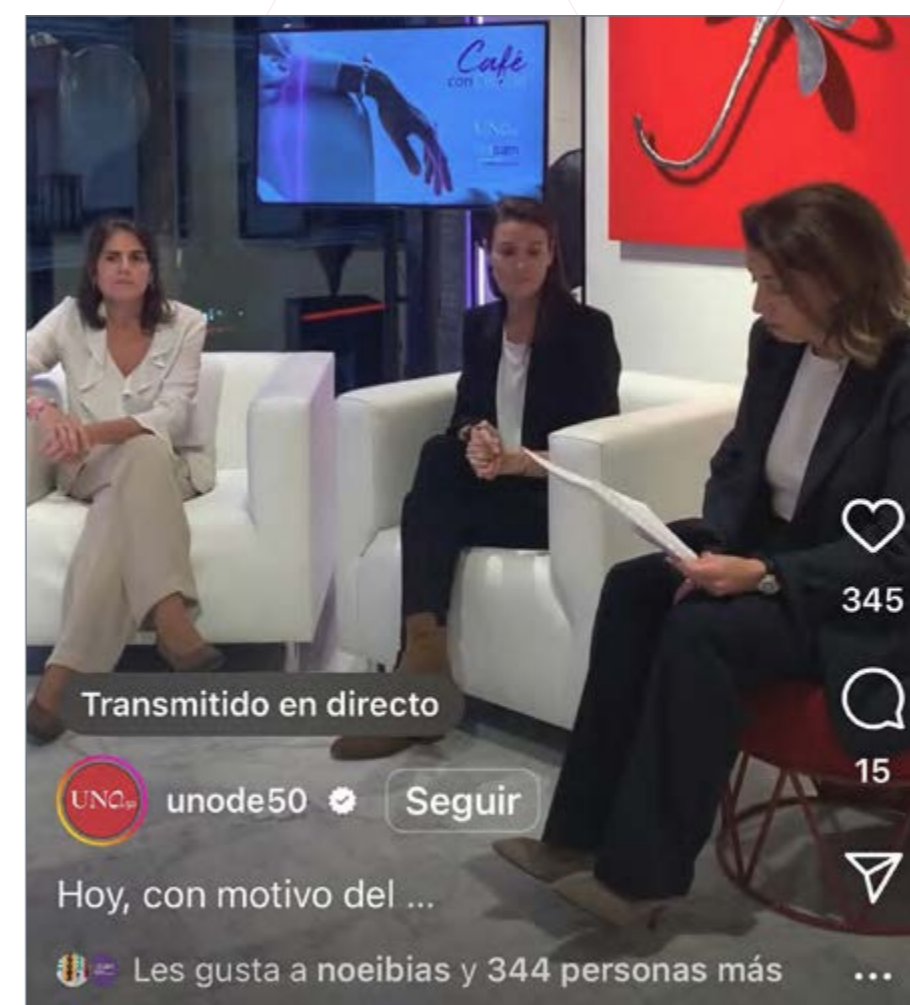 Café
con
UNO
345
Transmitido en directo
15
UNOde50
unode50
Seguir
Hoy, con motivo del ...
Les gusta a noeibias y 344 personas más
...